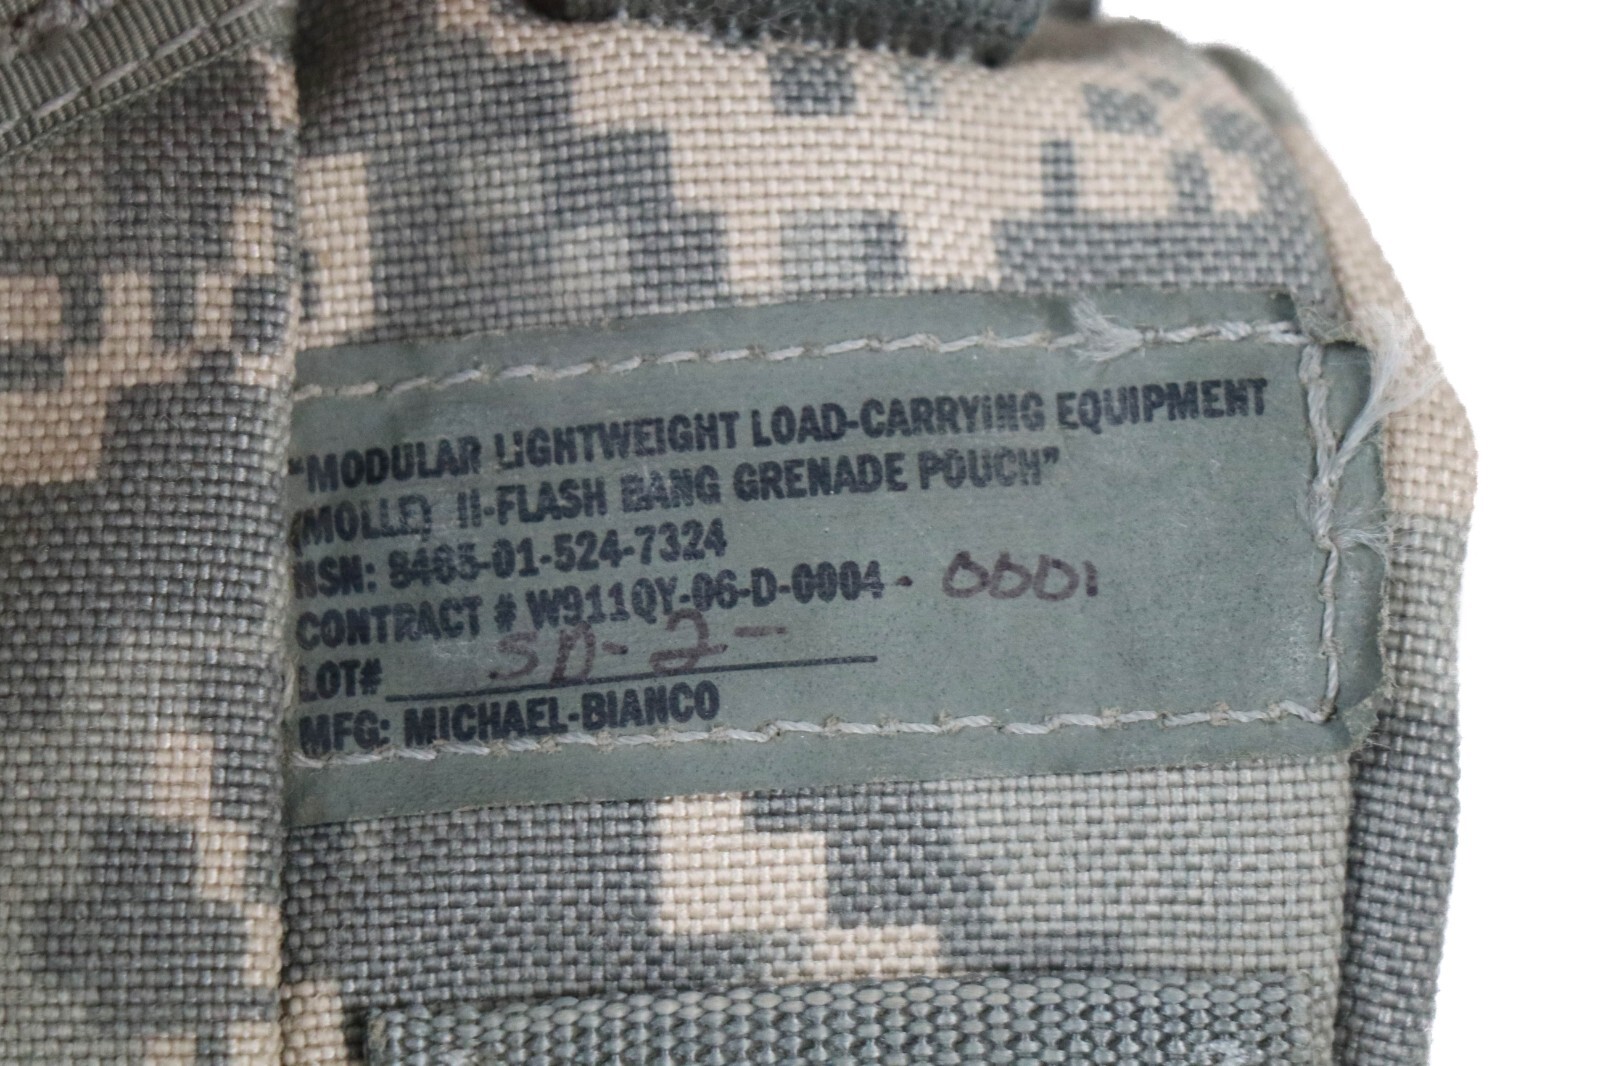 "MODULAR LIGHTWEIGHT LOAD-CARRYING EQUIPMENT
(MOLLE) II-FLASH BANG GRENADE POUCH"
NSN: 8465-01-524-7324
CONTRACT # W911QY-06-D-0004 - 0001
LOT# SD-2-
MFG: MICHAEL-BIANCO